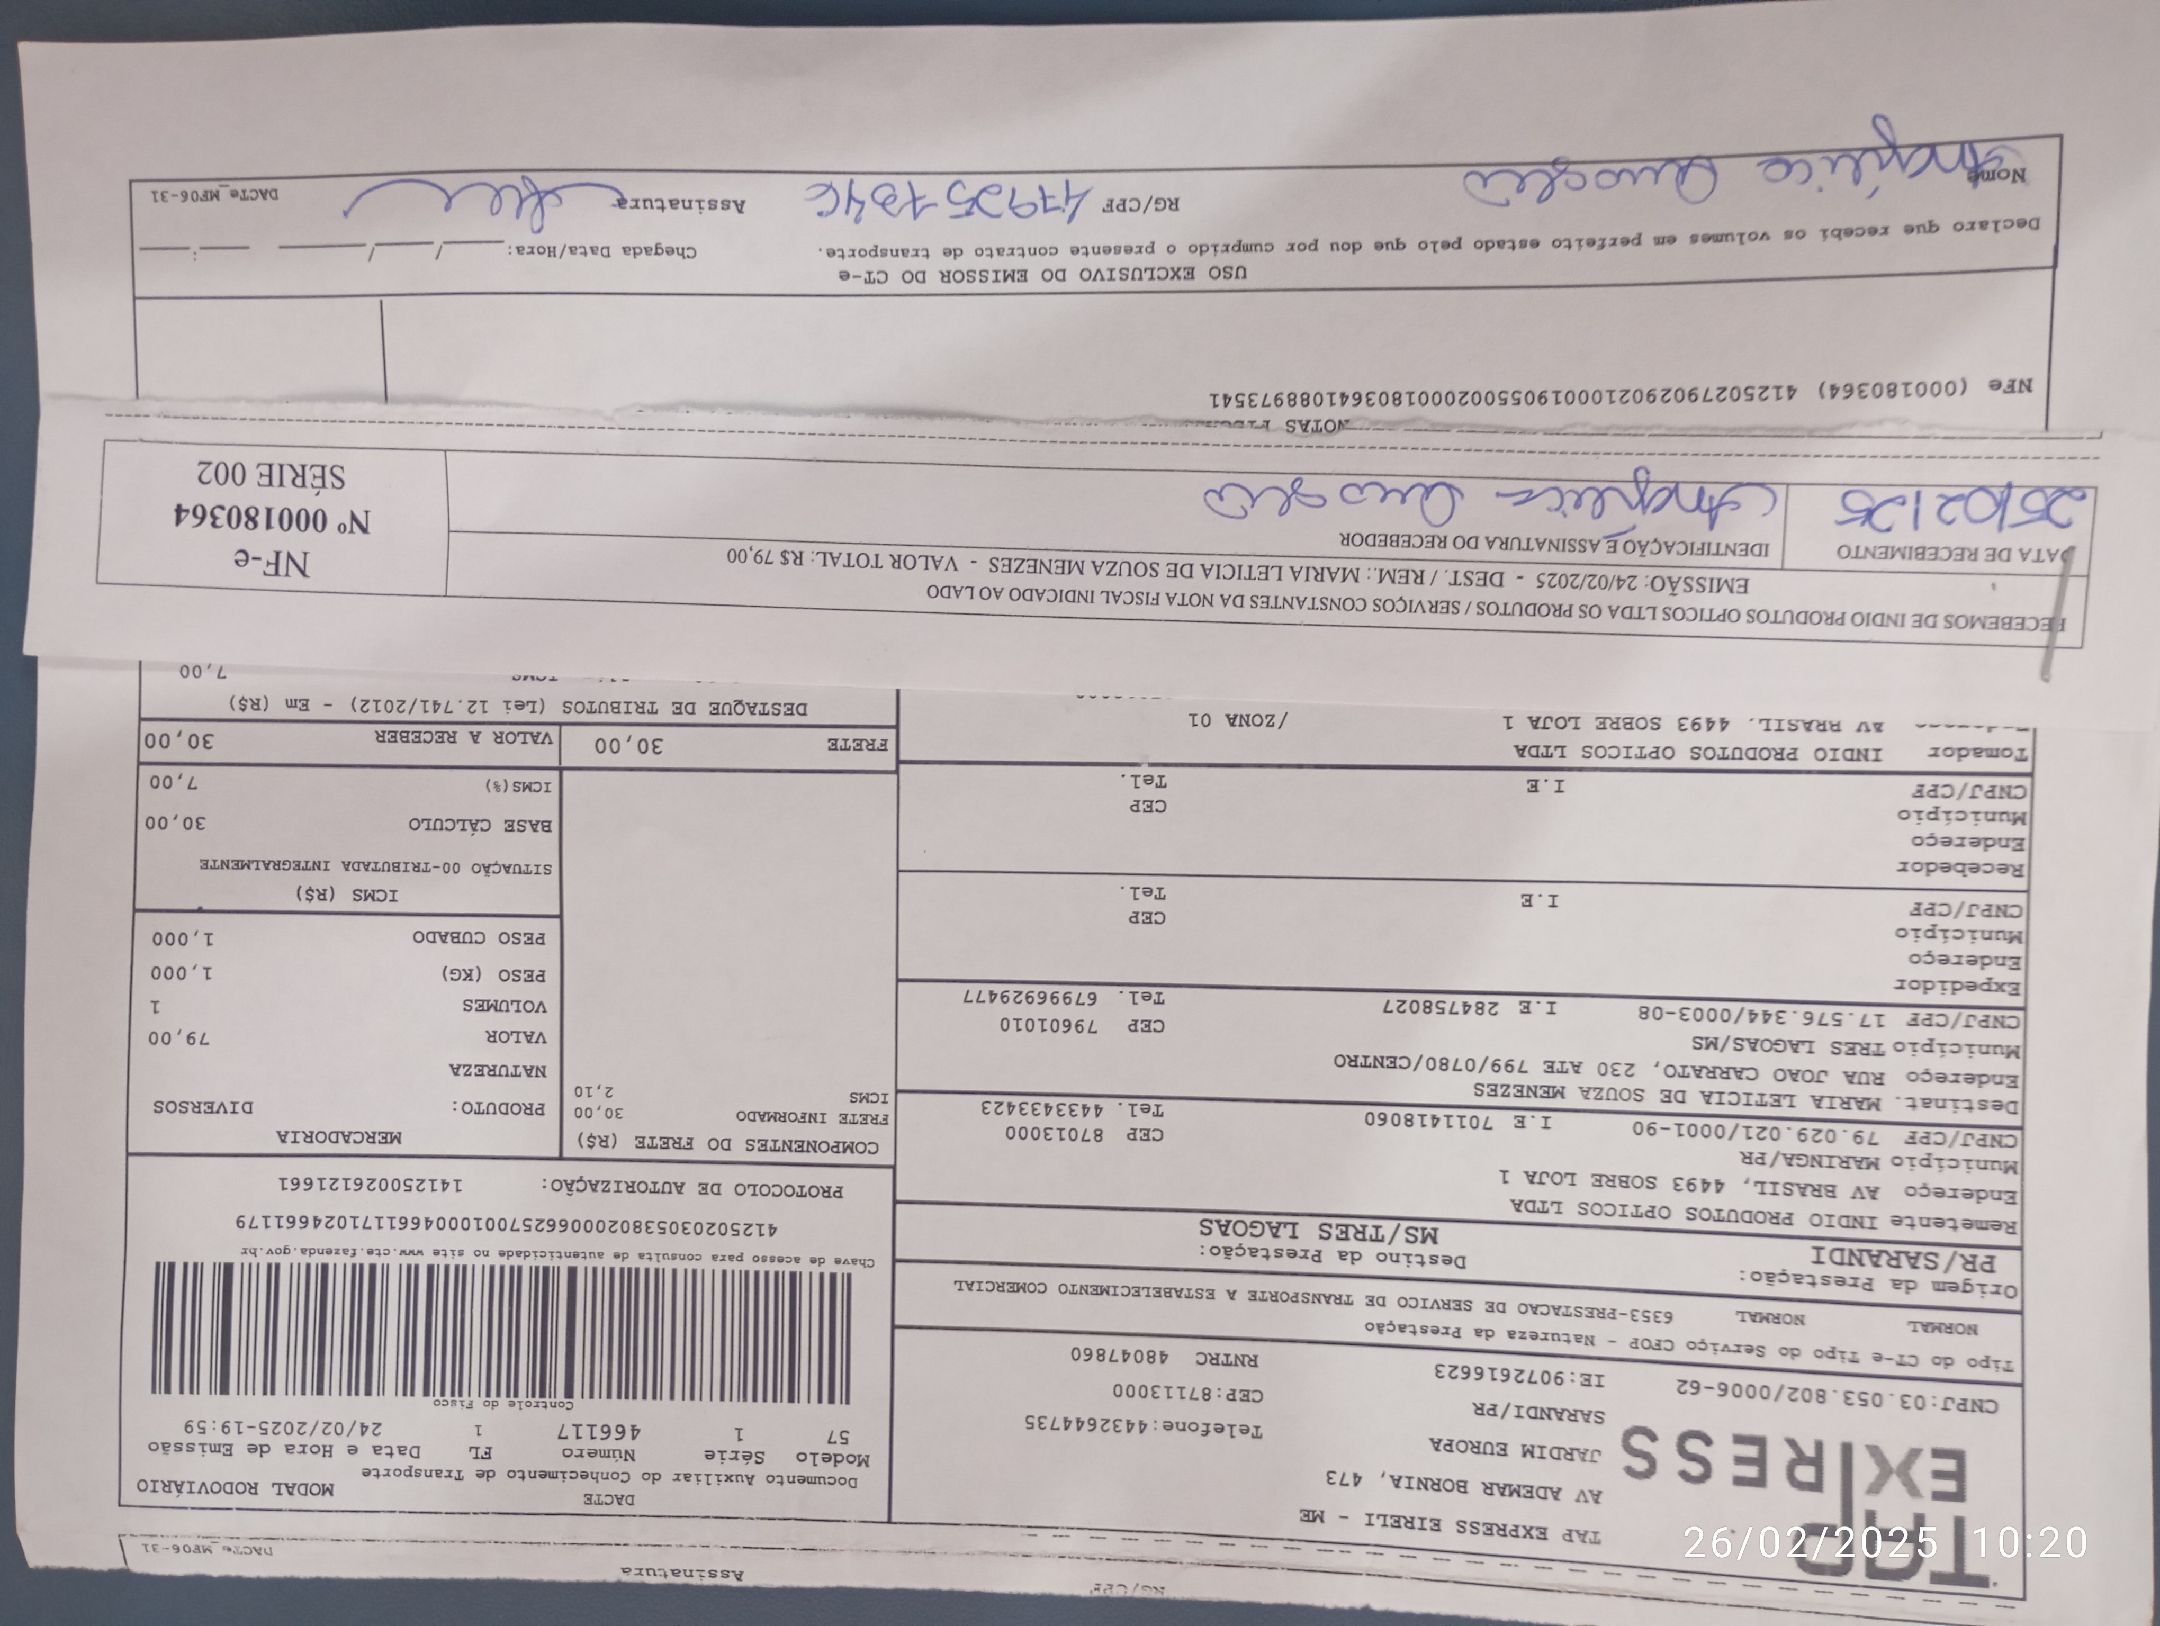 RG/CPF Assinatura DACTe_MF06-31
TAP EXPRESS
TAP EXPRESS EIRELI - ME
AV ADEMAR BORNIA, 473
JARDIM EUROPA
SARANDI/PR
Telefone:4432644735
CEP:87113000
CNPJ:03.053.802/0006-62 IE:9072616623 RNTRC 48047860
DACTE MODAL RODOVIÁRIO
Documento Auxiliar do Conhecimento de Transporte
Modelo Série Número FL Data e Hora de Emissão
57 1 466117 1 24/02/2025-19:59
Controle do Fisco
Chave de acesso para consulta de autenticidade no site www.cte.fazenda.gov.br
41250203053802000662570010004661171024661179
PROTOCOLO DE AUTORIZAÇÃO: 141250026121661
Tipo do CT-e Tipo do Serviço CFOP - Natureza da Prestação
NORMAL NORMAL 6353-PRESTACAO DE SERVICO DE TRANSPORTE A ESTABELECIMENTO COMERCIAL
Origem da Prestação: Destino da Prestação:
PR/SARANDI MS/TRES LAGOAS
Remetente INDIO PRODUTOS OPTICOS LTDA
Endereço AV BRASIL, 4493 SOBRE LOJA 1
Município MARINGA/PR CEP 87013000
CNPJ/CPF 79.029.021/0001-90 I.E 7011418060 Tel. 4433433423
Destinat. MARIA LETICIA DE SOUZA MENEZES
Endereço RUA JOAO CARRATO, 230 ATE 799/0780/CENTRO
Município TRES LAGOAS/MS CEP 79601010
CNPJ/CPF 17.576.344/0003-08 I.E 284758027 Tel. 67996929477
Expedidor
Endereço
Município CEP
CNPJ/CPF I.E Tel.
Recebedor
Endereço
Município CEP
CNPJ/CPF I.E Tel.
Tomador INDIO PRODUTOS OPTICOS LTDA
AV BRASIL. 4493 SOBRE LOJA 1 /ZONA 01
COMPONENTES DO FRETE (R$)
FRETE INFORMADO 30,00
ICMS 2,10
FRETE 30,00
MERCADORIA
PRODUTO: DIVERSOS
NATUREZA
VALOR 79,00
VOLUMES 1
PESO (KG) 1,000
PESO CUBADO 1,000
ICMS (R$)
SITUAÇÃO 00-TRIBUTADA INTEGRALMENTE
BASE CÁLCULO 30,00
ICMS(%) 7,00
VALOR A RECEBER 30,00
DESTAQUE DE TRIBUTOS (Lei 12.741/2012) - Em (R$)
ICMS 7,00
RECEBEMOS DE INDIO PRODUTOS OPTICOS LTDA OS PRODUTOS / SERVIÇOS CONSTANTES DA NOTA FISCAL INDICADO AO LADO
EMISSÃO: 24/02/2025 - DEST. / REM.: MARIA LETICIA DE SOUZA MENEZES - VALOR TOTAL: R$ 79,00
DATA DE RECEBIMENTO IDENTIFICAÇÃO E ASSINATURA DO RECEBEDOR
25/02/25 Angélica
NF-e
Nº 000180364
SÉRIE 002
NOTAS
NFe (000180364) 41250279029021000190550020001803641088973541
USO EXCLUSIVO DO EMISSOR DO CT-e
Declaro que recebi os volumes em perfeito estado pelo que dou por cumprido o presente contrato de transporte. Chegada Data/Hora: ____/____/____ ____:____
Nome Angélica RG/CPF Assinatura DACTe_MF06-31
26/02/2025 10:20